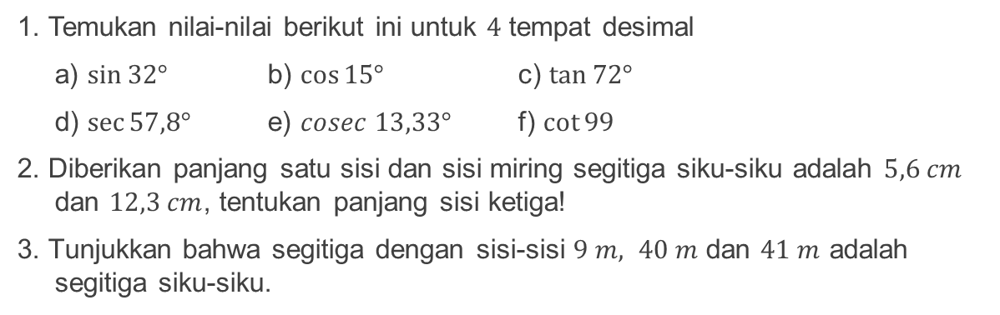 1. Temukan nilai-nilai berikut ini untuk 4 tempat desimal
a) sin 32° b) cos 15° c) tan 72°
d) sec 57,8° e) cosec 13,33° f) cot 99
2. Diberikan panjang satu sisi dan sisi miring segitiga siku-siku adalah 5,6 cm
dan 12,3 cm, tentukan panjang sisi ketiga!
3. Tunjukkan bahwa segitiga dengan sisi-sisi 9 m, 40 m dan 41 m adalah
segitiga siku-siku.